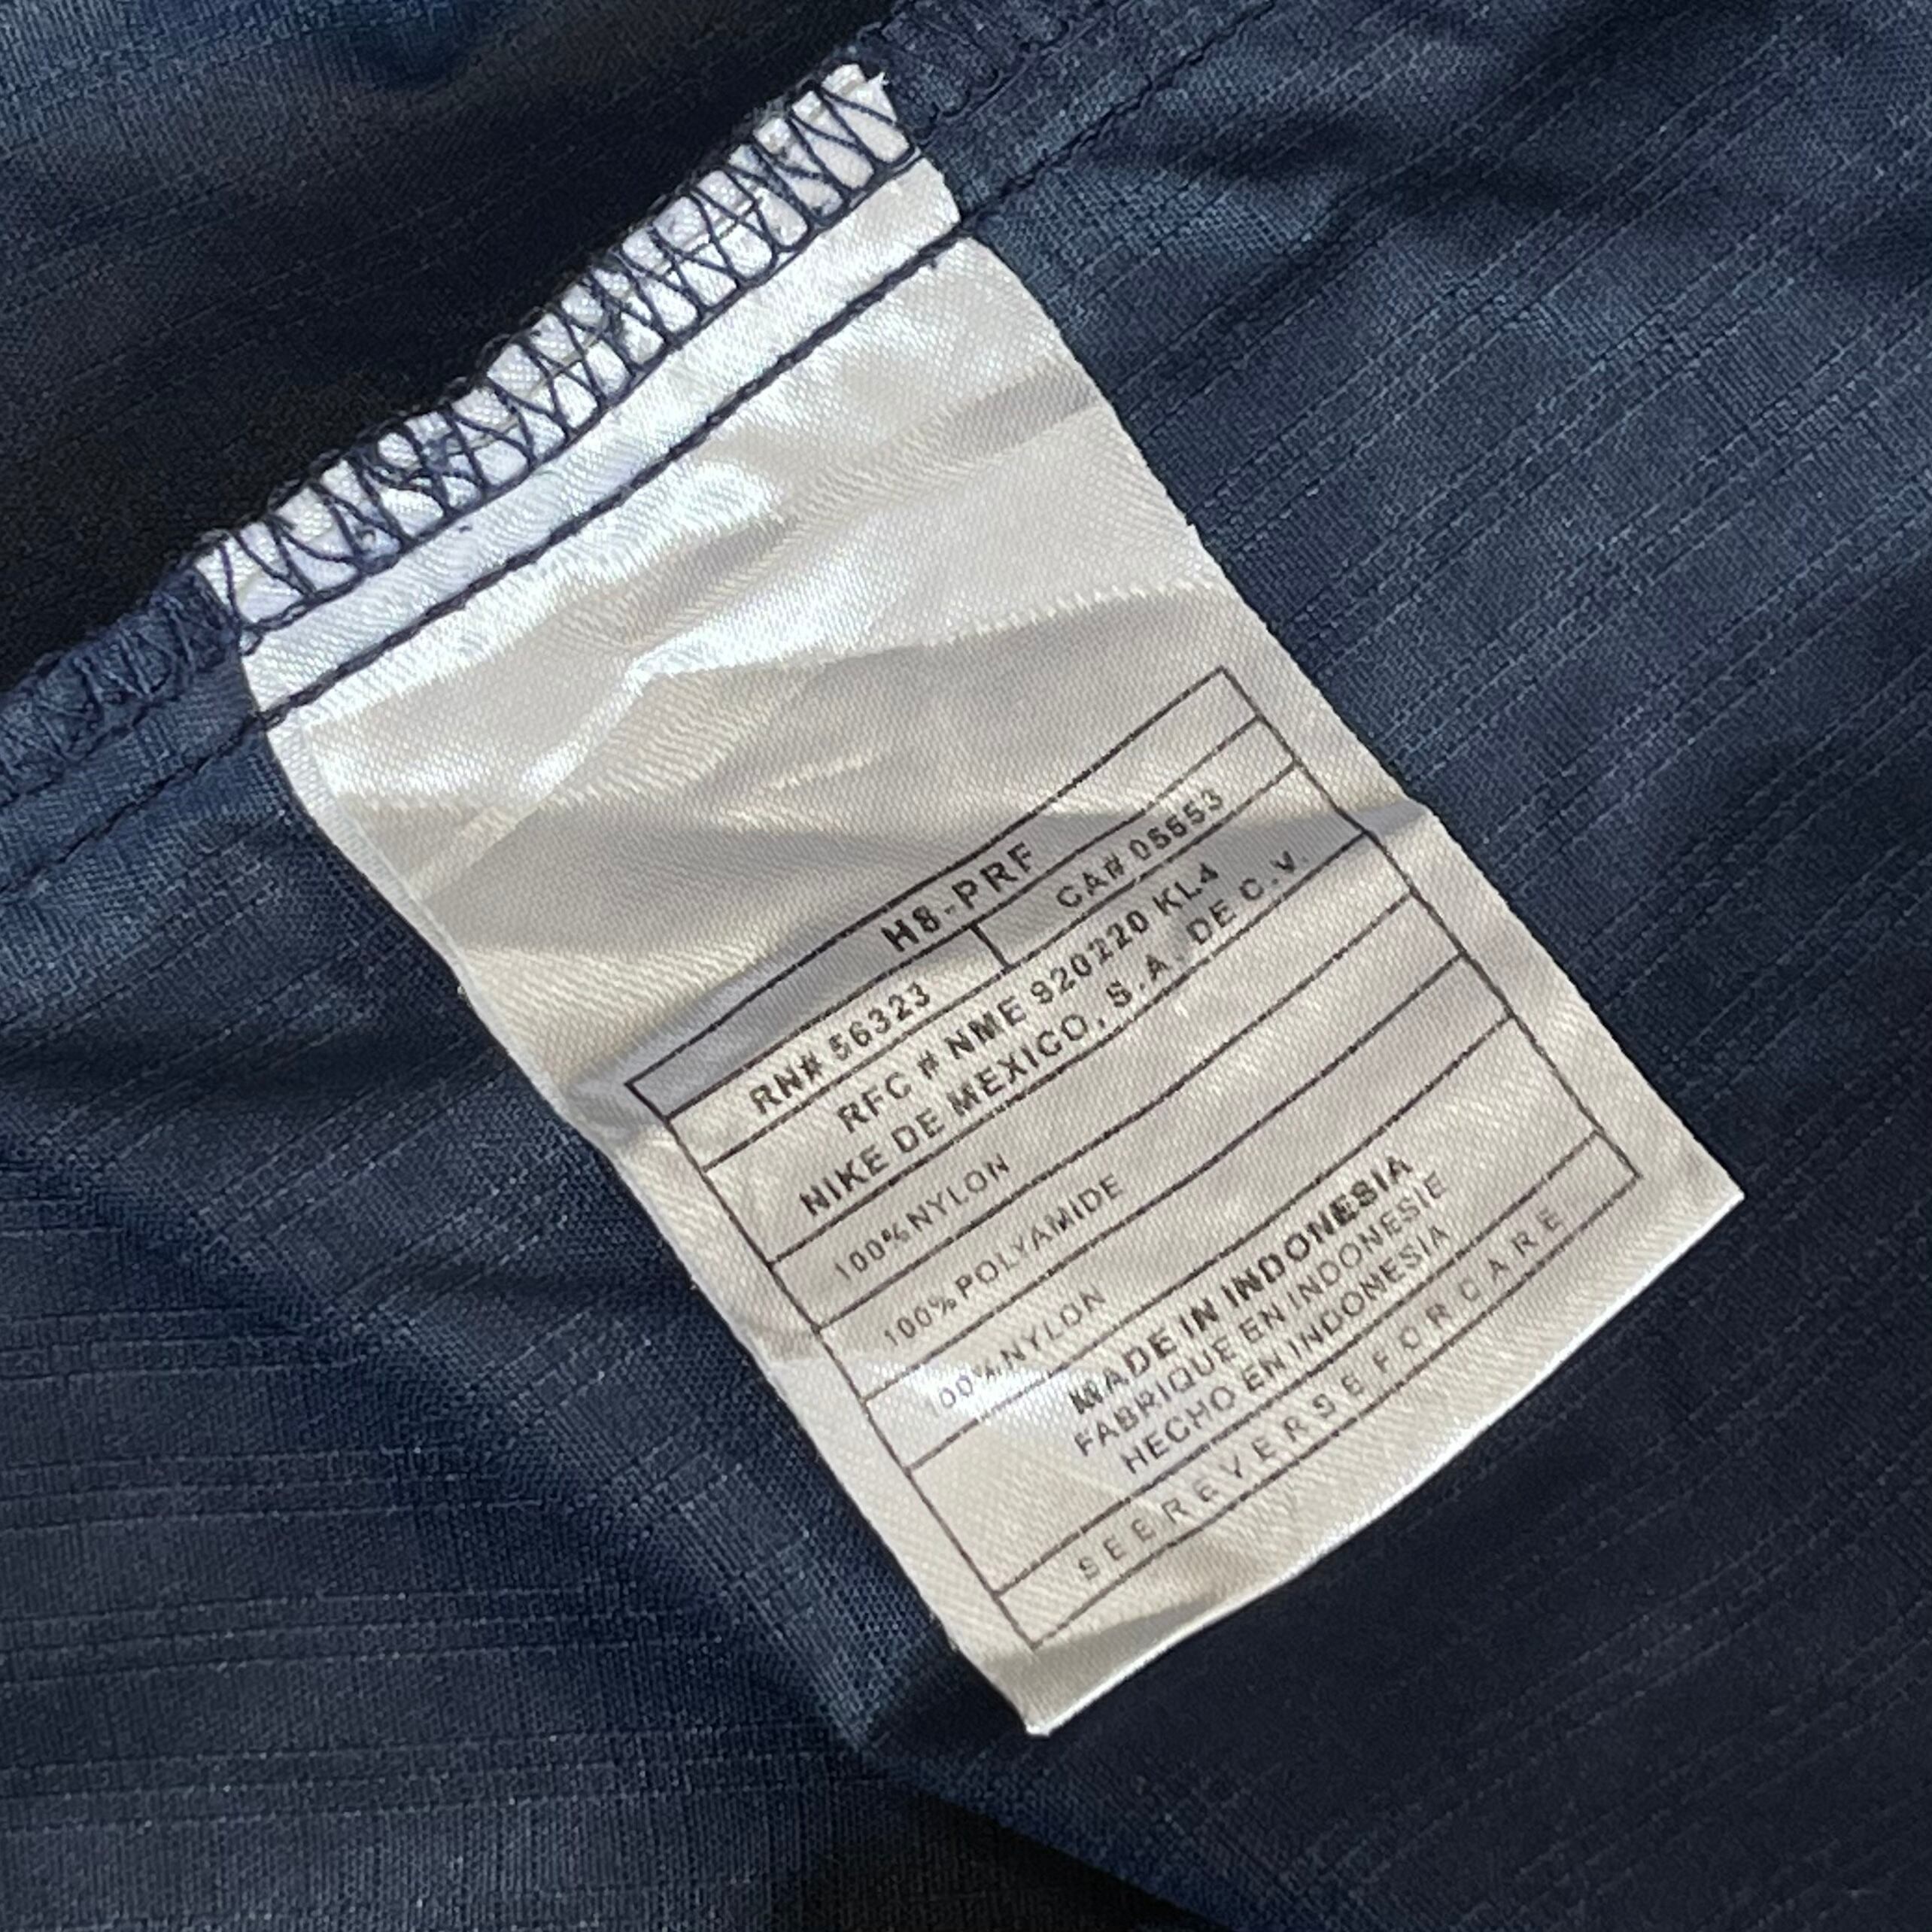 H8-PRF
RN# 56323 CA# 05553
RFC # NME 920220 KL4
NIKE DE MEXICO, S.A. DE C.V.
100% NYLON
100% POLYAMIDE
100% NYLON
MADE IN INDONESIA
FABRIQUE EN INDONESIE
HECHO EN INDONESIA
SEE REVERSE FOR CARE